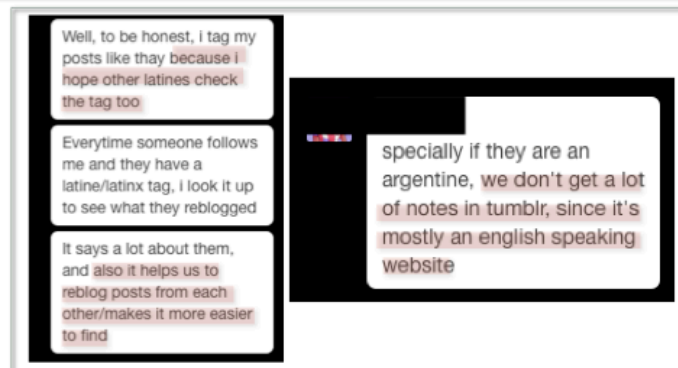 Well, to be honest, i tag my
posts like thay because i
hope other latines check
the tag too
Everytime someone follows
me and they have a
latine/latinx tag, i look it up
to see what they reblogged
It says a lot about them,
and also it helps us to
reblog posts from each
other/makes it more easier
to find
specially if they are an
argentine, we don't get a lot
of notes in tumblr, since it's
mostly an english speaking
website